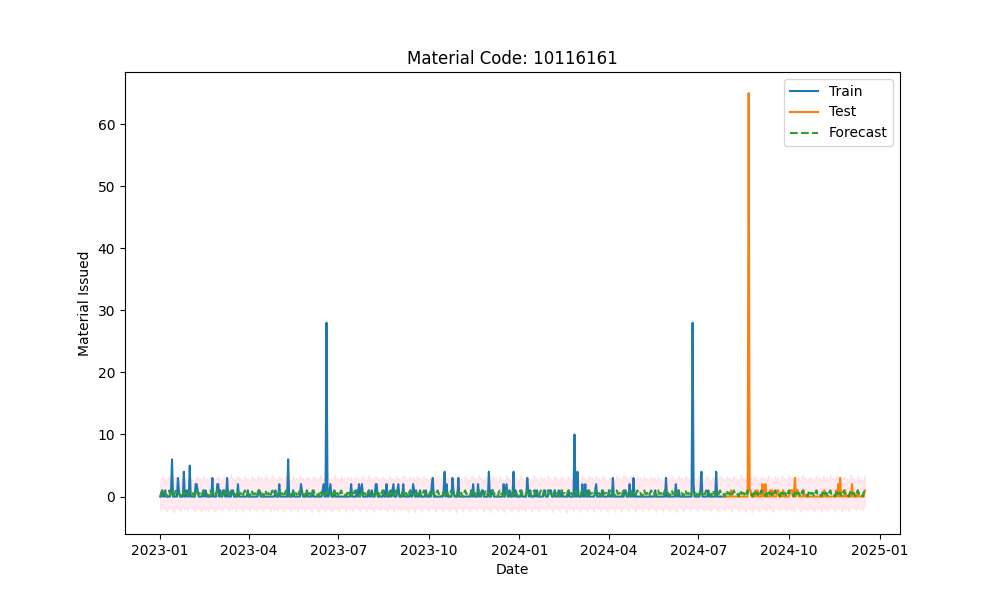 Material Code: 10116161
Train
Test
Forecast
Material Issued
60
50
40
30
20
10
0
2023-01 2023-04 2023-07 2023-10 2024-01 2024-04 2024-07 2024-10 2025-01
Date